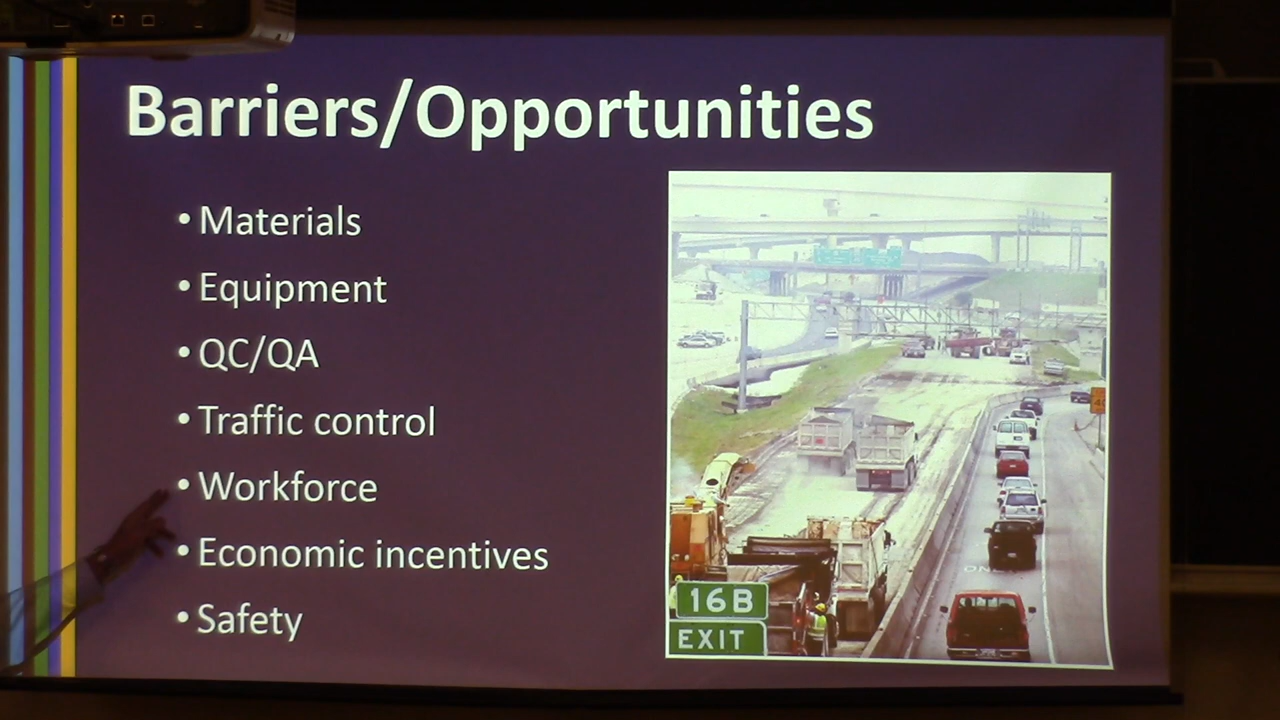 Barriers/Opportunities
• Materials
• Equipment
• QC/QA
• Traffic control
• Workforce
• Economic incentives
• Safety
16B
EXIT